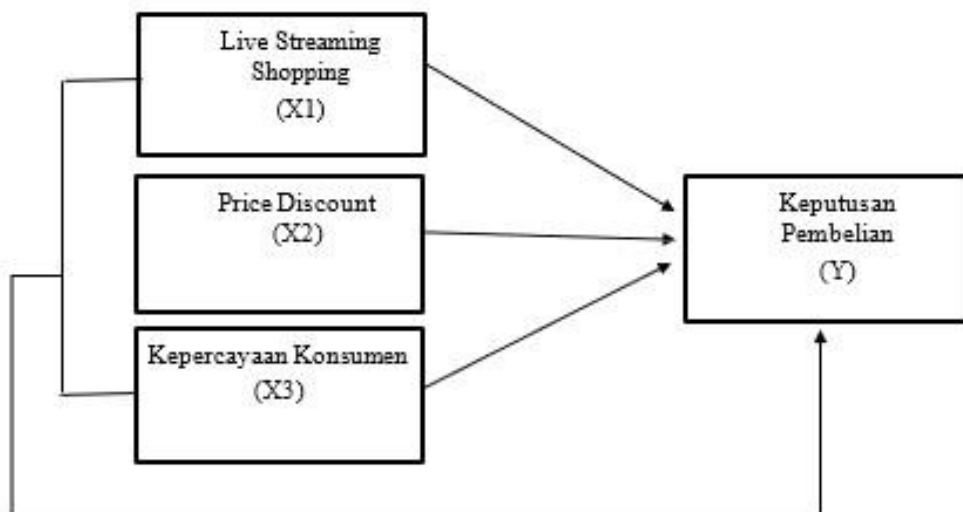 Live Streaming
Shopping
(X1)
Price Discount
(X2)
Kepercayaan Konsumen
(X3)
Keputusan
Pembelian
(Y)